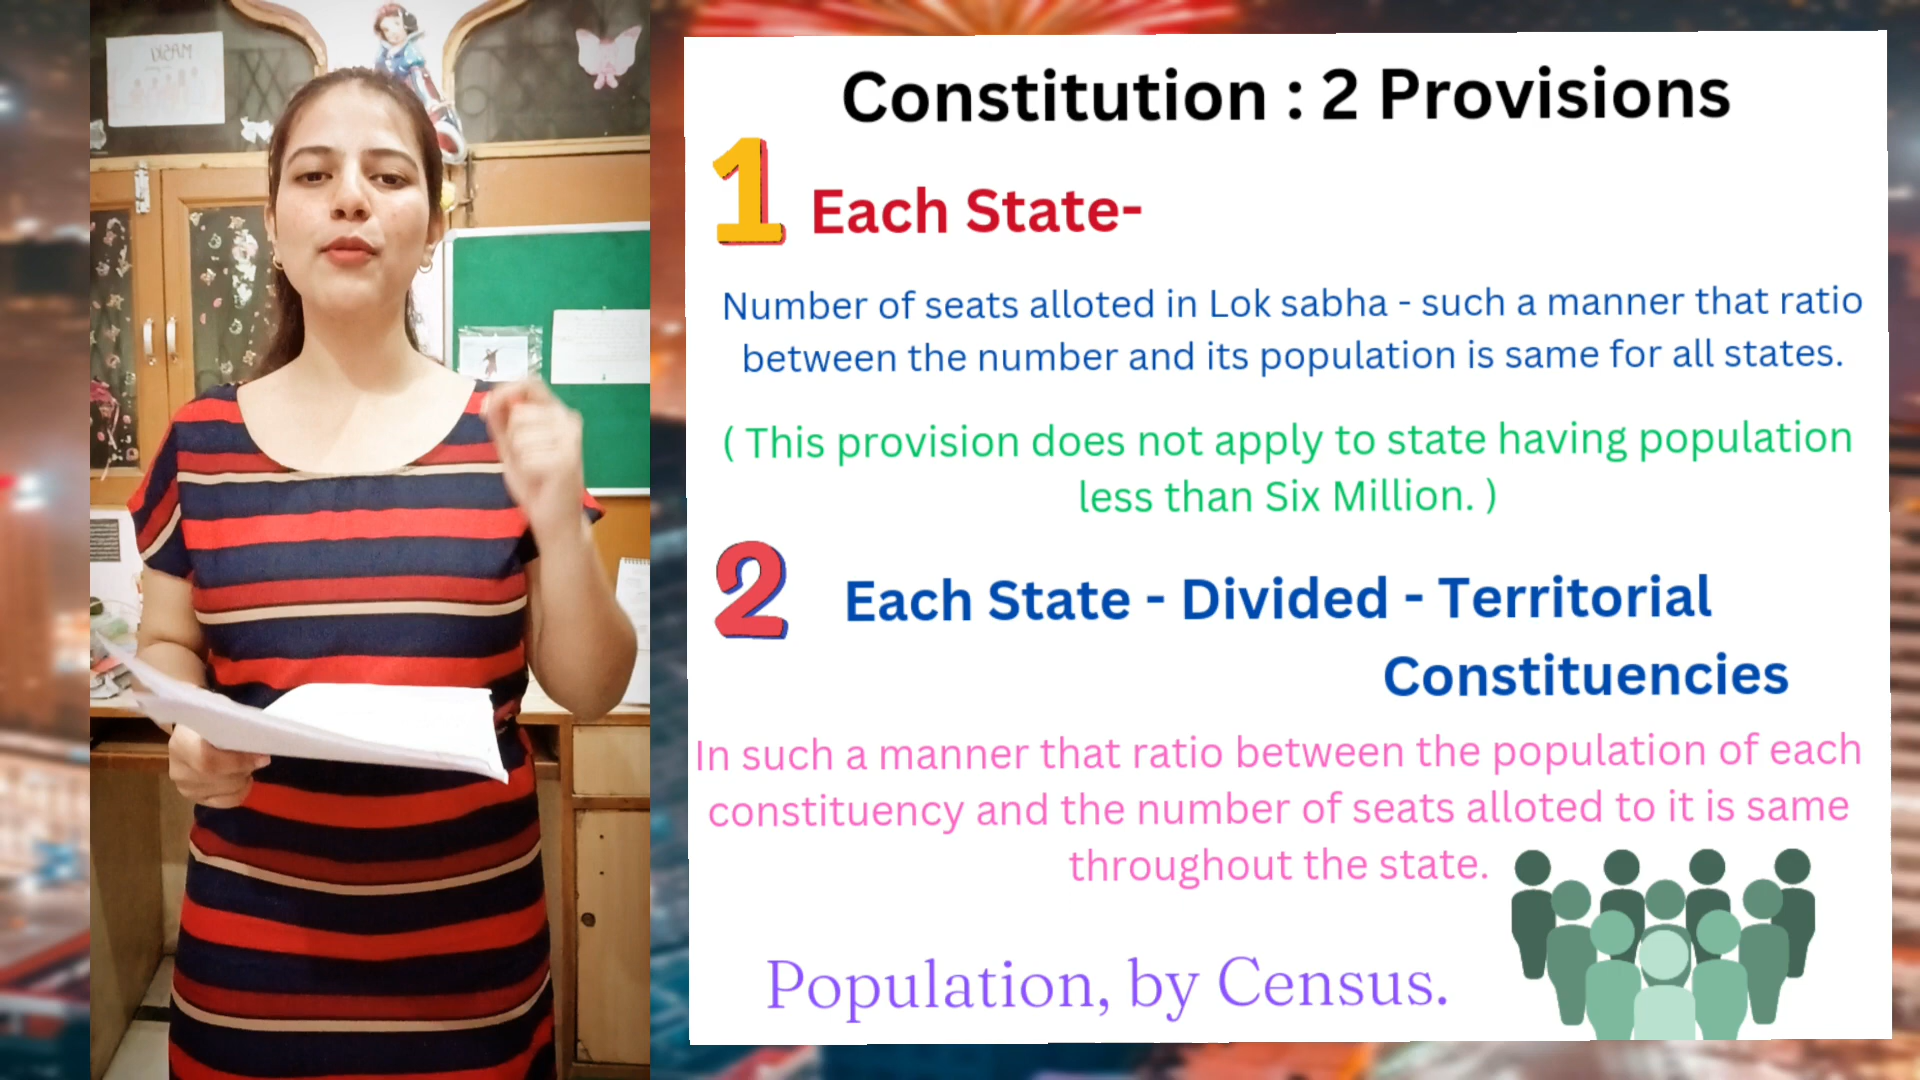 Constitution : 2 Provisions
1 Each State-
Number of seats alloted in Lok sabha - such a manner that ratio
between the number and its population is same for all states.
( This provision does not apply to state having population
less than Six Million. )
2 Each State - Divided - Territorial
Constituencies
In such a manner that ratio between the population of each
constituency and the number of seats alloted to it is same
throughout the state.
Population, by Census.